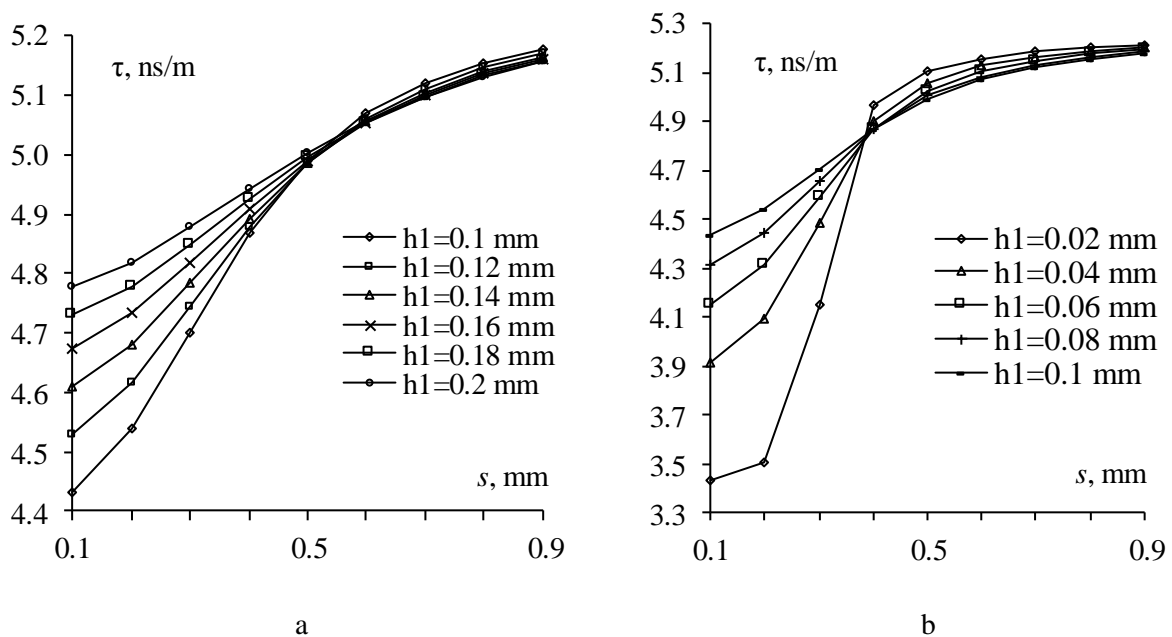 5.2
τ, ns/m
5.1
5.0
4.9
4.8
4.7
4.6
4.5
4.4
h1=0.1 mm
h1=0.12 mm
h1=0.14 mm
h1=0.16 mm
h1=0.18 mm
h1=0.2 mm
s, mm
0.1
0.5
0.9
a
5.3
τ, ns/m
5.1
4.9
4.7
4.5
4.3
4.1
3.9
3.7
3.5
3.3
h1=0.02 mm
h1=0.04 mm
h1=0.06 mm
h1=0.08 mm
h1=0.1 mm
s, mm
0.1
0.5
0.9
b